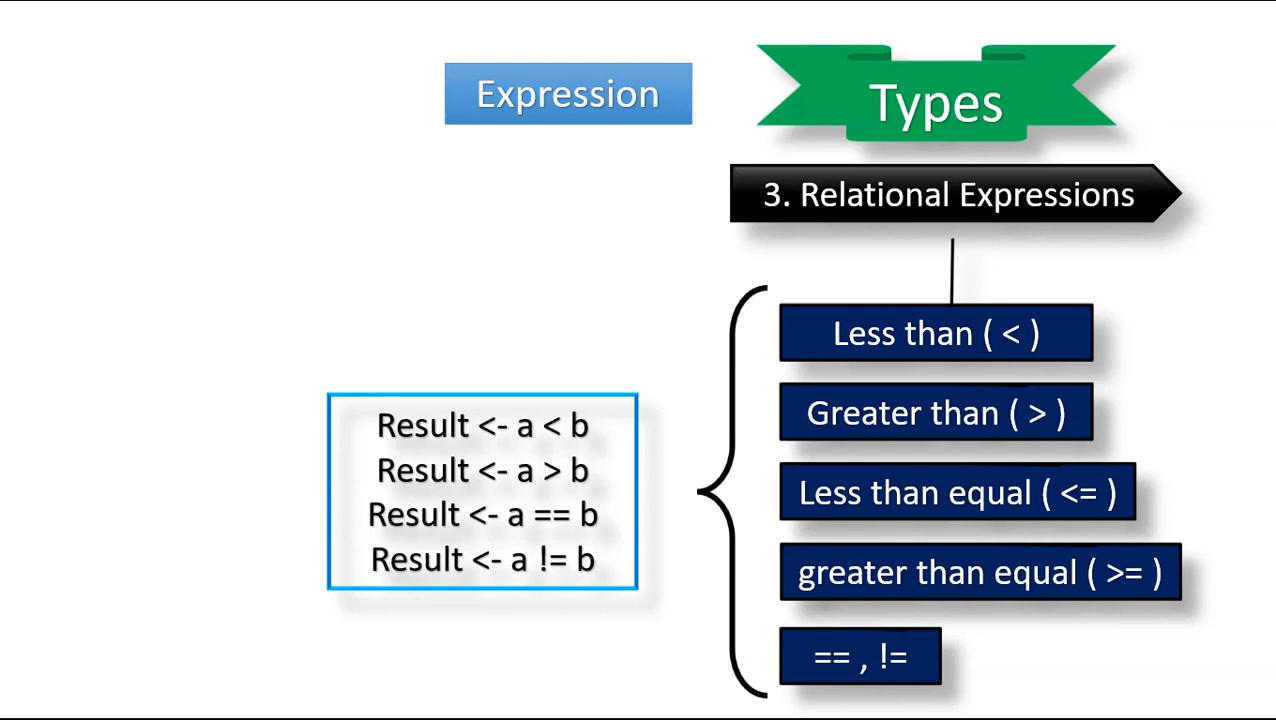 Expression
Types
3. Relational Expressions
Less than ( < )
Greater than ( > )
Less than equal ( <= )
greater than equal ( >= )
== , !=
Result <- a < b
Result <- a > b
Result <- a == b
Result <- a != b